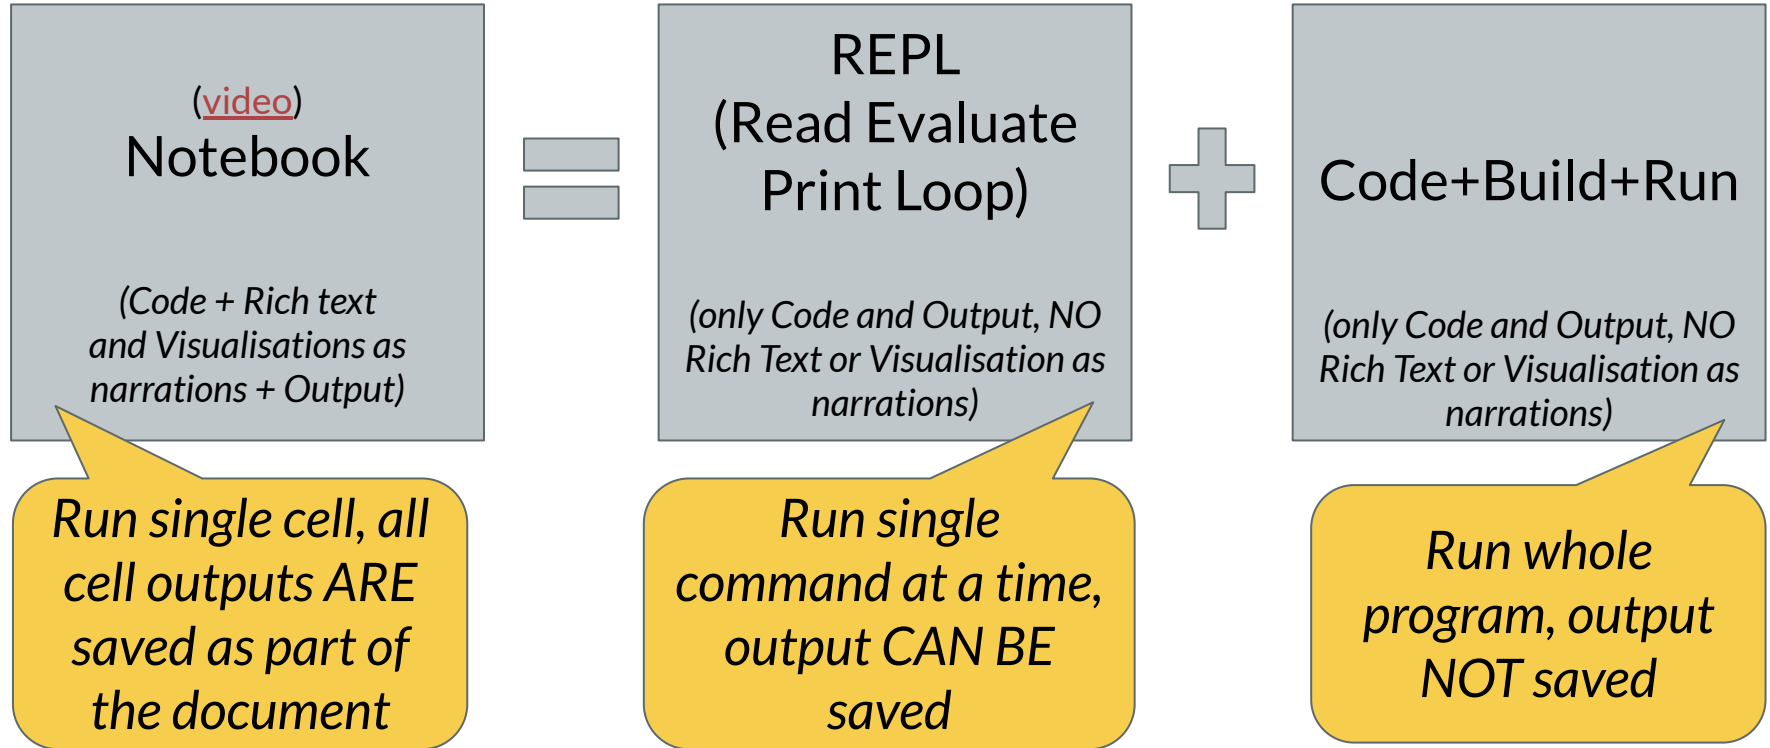 (video)
Notebook
(Code + Rich text
and Visualisations as
narrations + Output)
REPL
(Read Evaluate
Print Loop)
(only Code and Output, NO
Rich Text or Visualisation as
narrations)
Code+Build+Run
(only Code and Output, NO
Rich Text or Visualisation as
narrations)
Run single cell, all
cell outputs ARE
saved as part of
the document
Run single
command at a time,
output CAN BE
saved
Run whole
program, output
NOT saved